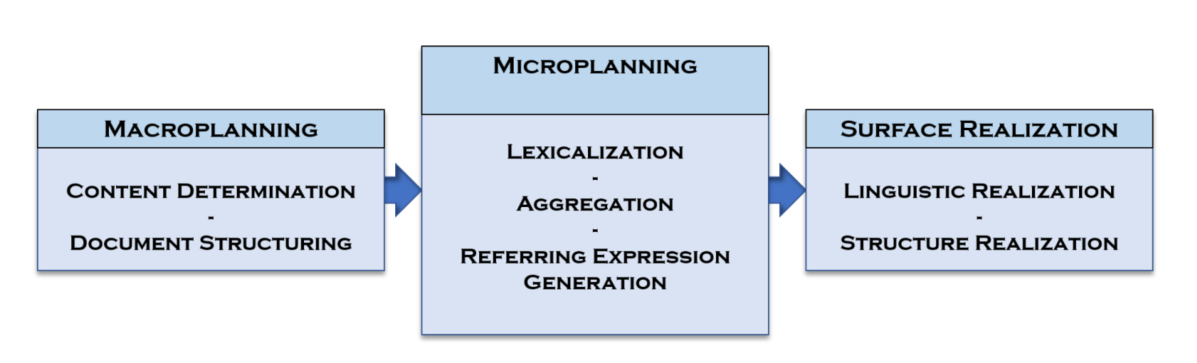 Macroplanning
Content Determination
-
Document Structuring
Microplanning
Lexicalization
-
Aggregation
-
Referring Expression
Generation
Surface Realization
Linguistic Realization
-
Structure Realization